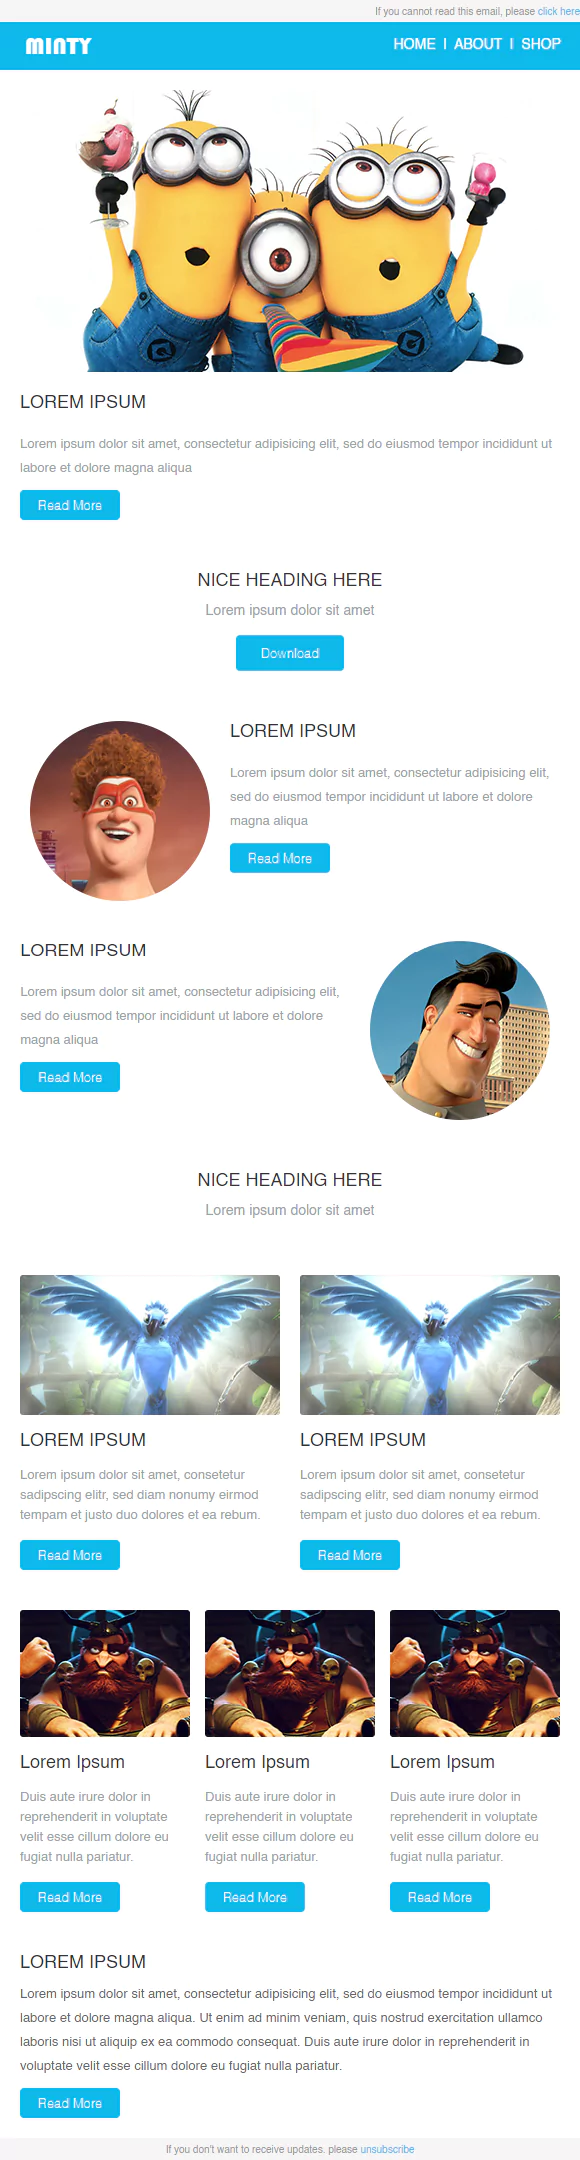 If you cannot read this email, please click here
MINTY
HOME | ABOUT | SHOP
LOREM IPSUM
Lorem ipsum dolor sit amet, consectetur adipisicing elit, sed do eiusmod tempor incididunt ut
labore et dolore magna aliqua
Read More
NICE HEADING HERE
Lorem ipsum dolor sit amet
Download
LOREM IPSUM
Lorem ipsum dolor sit amet, consectetur adipisicing elit,
sed do eiusmod tempor incididunt ut labore et dolore
magna aliqua
Read More
LOREM IPSUM
Lorem ipsum dolor sit amet, consectetur adipisicing elit,
sed do eiusmod tempor incididunt ut labore et dolore
magna aliqua
Read More
NICE HEADING HERE
Lorem ipsum dolor sit amet
LOREM IPSUM
Lorem ipsum dolor sit amet, consetetur
sadipscing elitr, sed diam nonumy eirmod
tempam et justo duo dolores et ea rebum.
Read More
LOREM IPSUM
Lorem ipsum dolor sit amet, consetetur
sadipscing elitr, sed diam nonumy eirmod
tempam et justo duo dolores et ea rebum.
Read More
Lorem Ipsum
Duis aute irure dolor in
reprehenderit in voluptate
velit esse cillum dolore eu
fugiat nulla pariatur.
Read More
Lorem Ipsum
Duis aute irure dolor in
reprehenderit in voluptate
velit esse cillum dolore eu
fugiat nulla pariatur.
Read More
Lorem Ipsum
Duis aute irure dolor in
reprehenderit in voluptate
velit esse cillum dolore eu
fugiat nulla pariatur.
Read More
LOREM IPSUM
Lorem ipsum dolor sit amet, consectetur adipisicing elit, sed do eiusmod tempor incididunt ut
labore et dolore magna aliqua. Ut enim ad minim veniam, quis nostrud exercitation ullamco
laboris nisi ut aliquip ex ea commodo consequat. Duis aute irure dolor in reprehenderit in
voluptate velit esse cillum dolore eu fugiat nulla pariatur.
Read More
If you don't want to receive updates. please unsubscribe